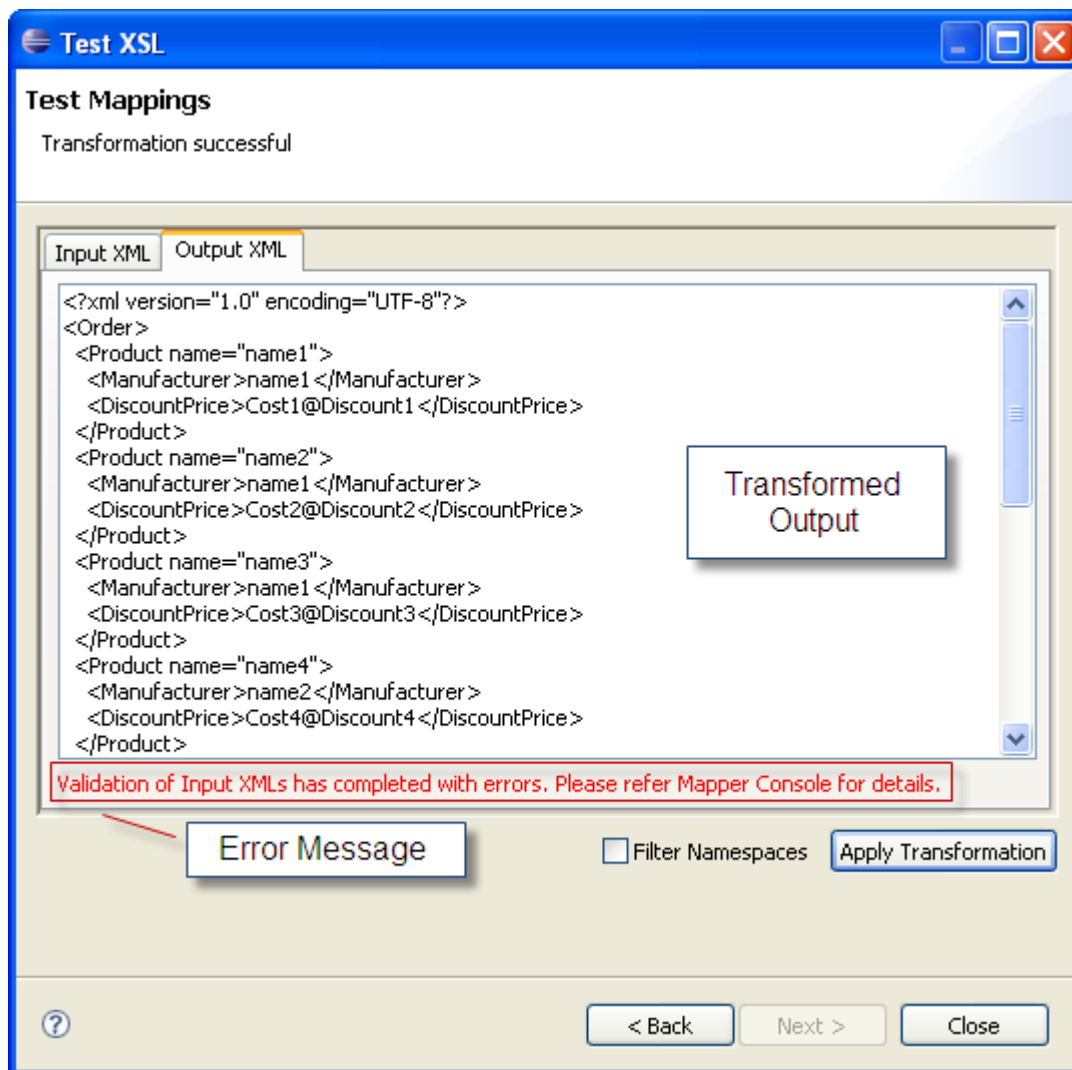 Test XSL
Test Mappings
Transformation successful
Input XML
Output XML
<?xml version="1.0" encoding="UTF-8"?>
<Order>
<Product name="name1">
<Manufacturer>name1</Manufacturer>
<DiscountPrice>Cost1@Discount1</DiscountPrice>
</Product>
<Product name="name2">
<Manufacturer>name1</Manufacturer>
<DiscountPrice>Cost2@Discount2</DiscountPrice>
</Product>
<Product name="name3">
<Manufacturer>name1</Manufacturer>
<DiscountPrice>Cost3@Discount3</DiscountPrice>
</Product>
<Product name="name4">
<Manufacturer>name2</Manufacturer>
<DiscountPrice>Cost4@Discount4</DiscountPrice>
</Product>
Transformed
Output
Validation of Input XMLs has completed with errors. Please refer Mapper Console for details.
Error Message
Filter Namespaces
Apply Transformation
?
< Back
Next >
Close